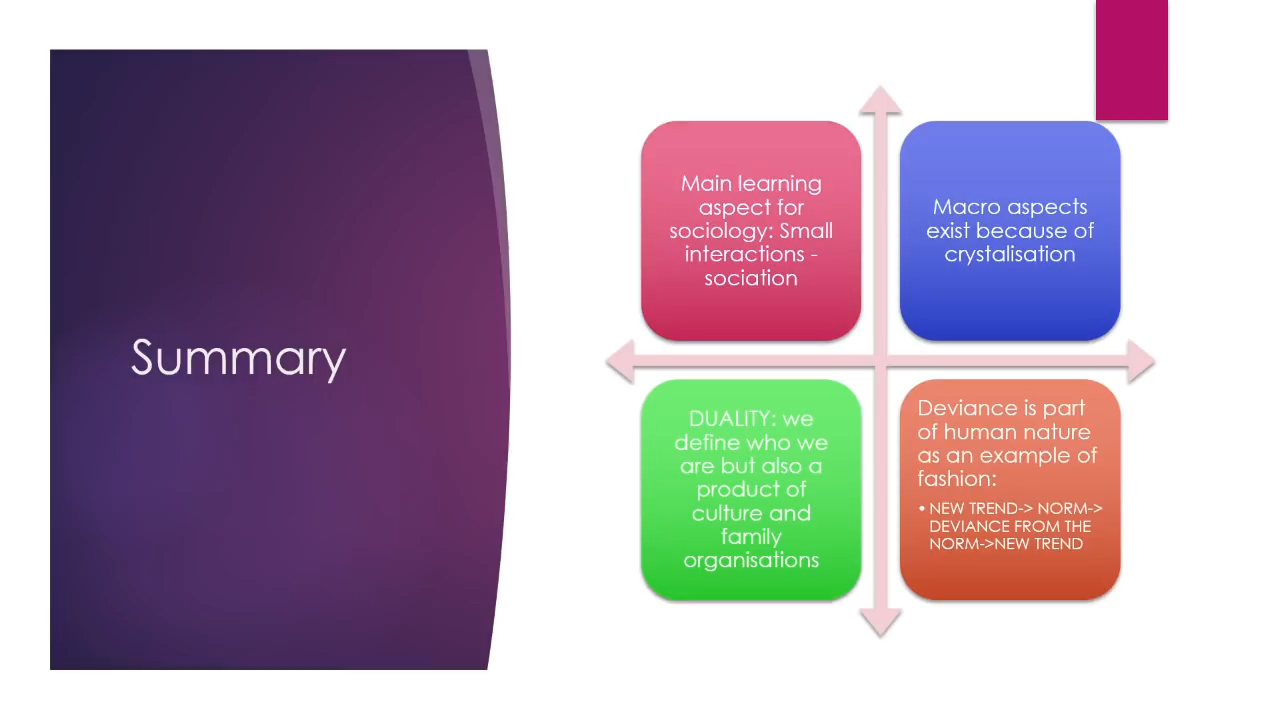 Summary
Main learning
aspect for
sociology: Small
interactions -
sociation
Macro aspects
exist because of
crystalisation
DUALITY: we
define who we
are but also a
product of
culture and
family
organisations
Deviance is part
of human nature
as an example of
fashion:
• NEW TREND-> NORM->
DEVIANCE FROM THE
NORM->NEW TREND